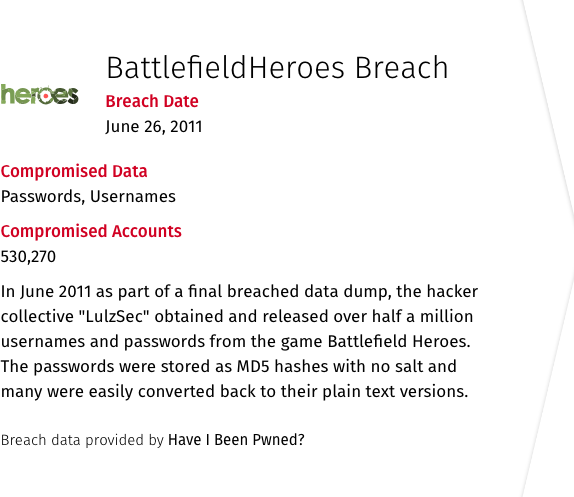 heroes
BattlefieldHeroes Breach
Breach Date
June 26, 2011
Compromised Data
Passwords, Usernames
Compromised Accounts
530,270
In June 2011 as part of a final breached data dump, the hacker
collective "LulzSec" obtained and released over half a million
usernames and passwords from the game Battlefield Heroes.
The passwords were stored as MD5 hashes with no salt and
many were easily converted back to their plain text versions.
Breach data provided by Have I Been Pwned?